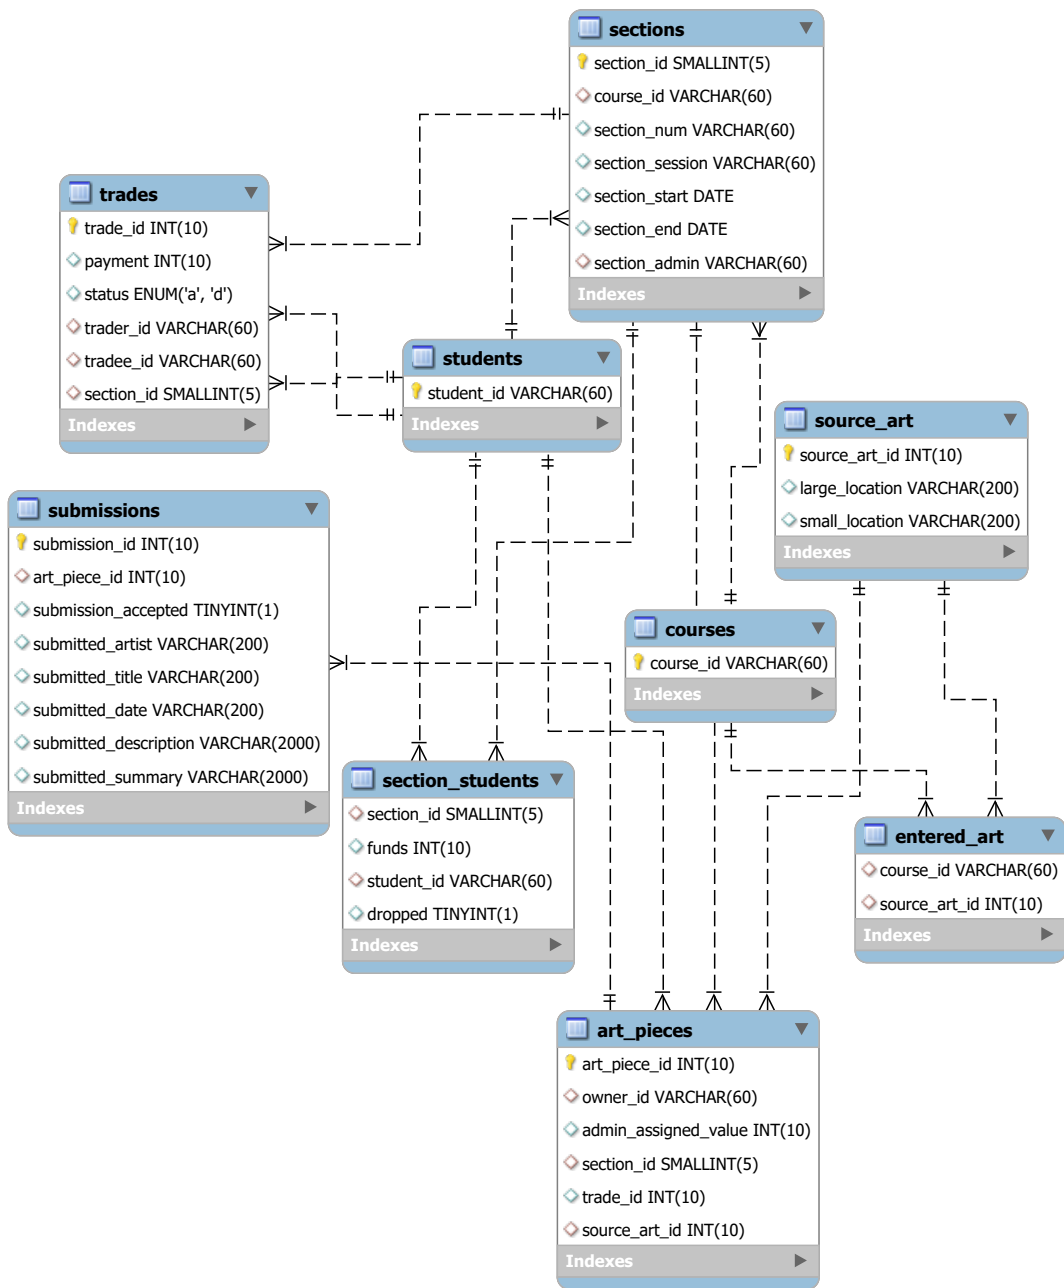 sections
section_id SMALLINT(5)
course_id VARCHAR(60)
section_num VARCHAR(60)
section_session VARCHAR(60)
section_start DATE
section_end DATE
section_admin VARCHAR(60)
Indexes
trades
trade_id INT(10)
payment INT(10)
status ENUM('a', 'd')
trader_id VARCHAR(60)
tradee_id VARCHAR(60)
section_id SMALLINT(5)
Indexes
students
student_id VARCHAR(60)
Indexes
source_art
source_art_id INT(10)
large_location VARCHAR(200)
small_location VARCHAR(200)
Indexes
submissions
submission_id INT(10)
art_piece_id INT(10)
submission_accepted TINYINT(1)
submitted_artist VARCHAR(200)
submitted_title VARCHAR(200)
submitted_date VARCHAR(200)
submitted_description VARCHAR(2000)
submitted_summary VARCHAR(2000)
Indexes
courses
course_id VARCHAR(60)
Indexes
section_students
section_id SMALLINT(5)
funds INT(10)
student_id VARCHAR(60)
dropped TINYINT(1)
Indexes
entered_art
course_id VARCHAR(60)
source_art_id INT(10)
Indexes
art_pieces
art_piece_id INT(10)
owner_id VARCHAR(60)
admin_assigned_value INT(10)
section_id SMALLINT(5)
trade_id INT(10)
source_art_id INT(10)
Indexes